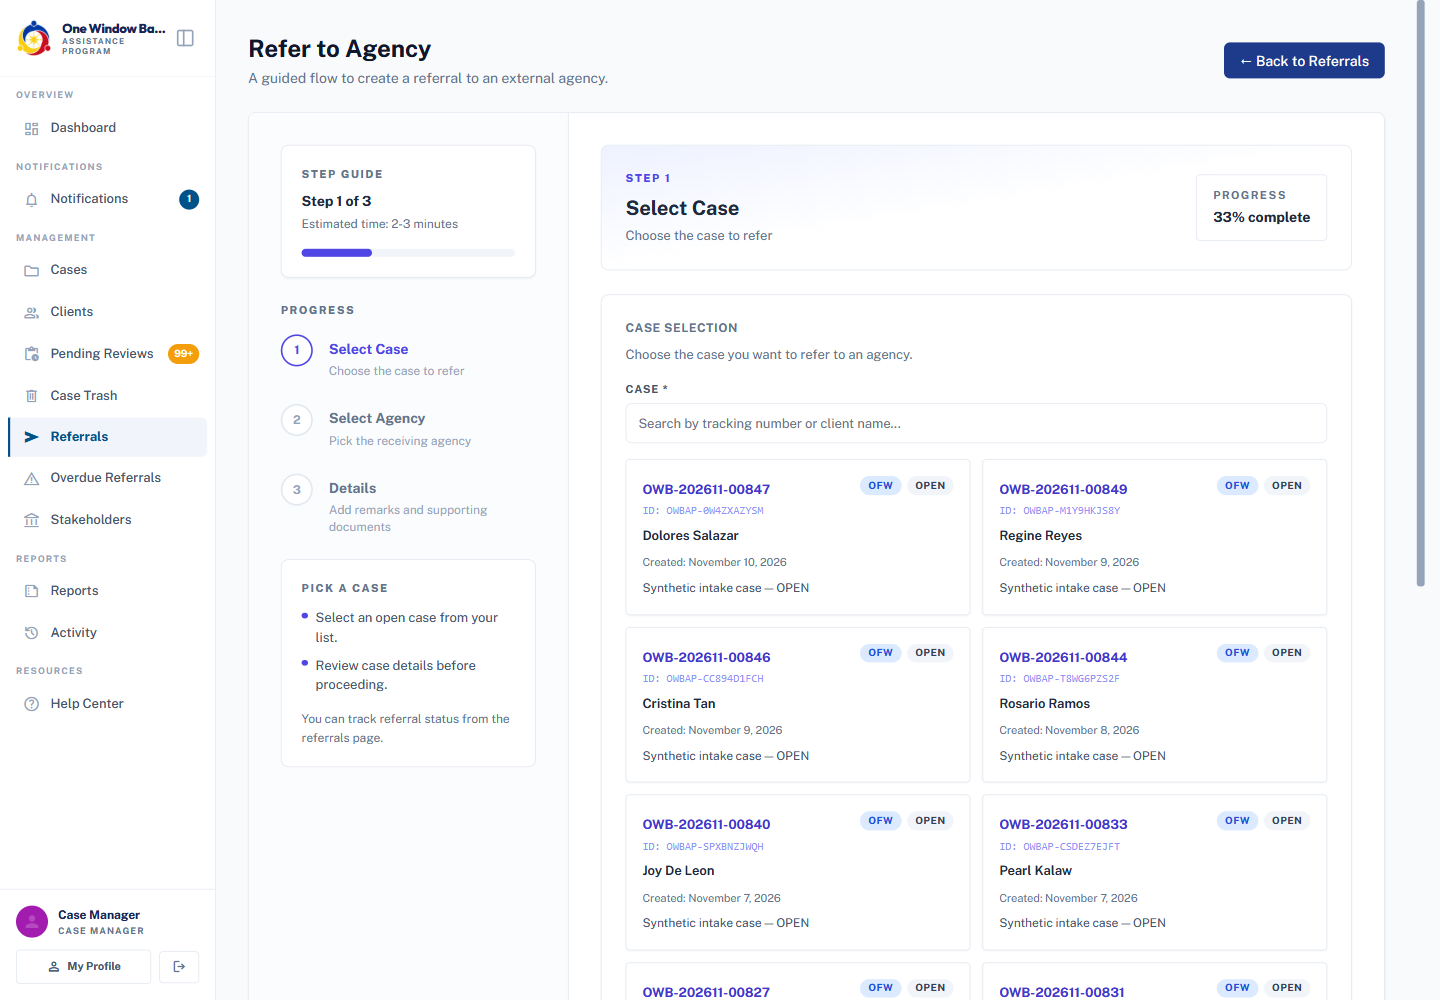 One Window Ba...
ASSISTANCE
PROGRAM
OVERVIEW
Dashboard
NOTIFICATIONS
Notifications 1
MANAGEMENT
Cases
Clients
Pending Reviews 99+
Case Trash
Referrals
Overdue Referrals
Stakeholders
REPORTS
Reports
Activity
RESOURCES
Help Center
Case Manager
CASE MANAGER
My Profile
Refer to Agency
A guided flow to create a referral to an external agency.
← Back to Referrals
STEP GUIDE
Step 1 of 3
Estimated time: 2-3 minutes
PROGRESS
1 Select Case
Choose the case to refer
2 Select Agency
Pick the receiving agency
3 Details
Add remarks and supporting
documents
PICK A CASE
Select an open case from your
list.
Review case details before
proceeding.
You can track referral status from the
referrals page.
STEP 1
Select Case
Choose the case to refer
PROGRESS
33% complete
CASE SELECTION
Choose the case you want to refer to an agency.
CASE *
Search by tracking number or client name...
OWB-202611-00847 OFW OPEN
ID: OWBAP-0W4ZXAZYSM
Dolores Salazar
Created: November 10, 2026
Synthetic intake case — OPEN
OWB-202611-00849 OFW OPEN
ID: OWBAP-M1Y9HKJS8Y
Regine Reyes
Created: November 9, 2026
Synthetic intake case — OPEN
OWB-202611-00846 OFW OPEN
ID: OWBAP-CC894D1FCH
Cristina Tan
Created: November 9, 2026
Synthetic intake case — OPEN
OWB-202611-00844 OFW OPEN
ID: OWBAP-T8WG6PZS2F
Rosario Ramos
Created: November 8, 2026
Synthetic intake case — OPEN
OWB-202611-00840 OFW OPEN
ID: OWBAP-SPXBNZJWQH
Joy De Leon
Created: November 7, 2026
Synthetic intake case — OPEN
OWB-202611-00833 OFW OPEN
ID: OWBAP-CSDEZ7EJFT
Pearl Kalaw
Created: November 7, 2026
Synthetic intake case — OPEN
OWB-202611-00827 OFW OPEN
OWB-202611-00831 OFW OPEN